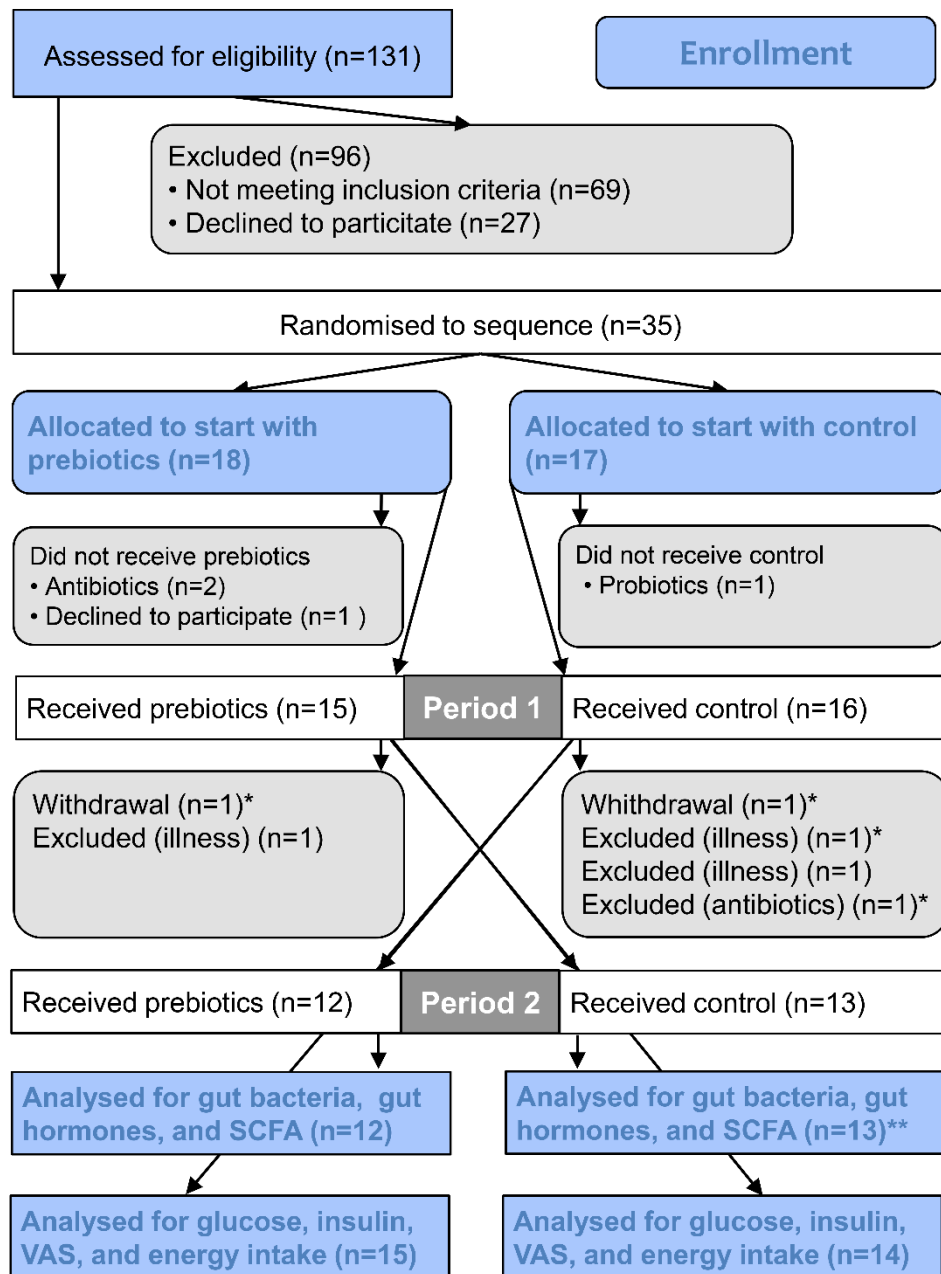 Assessed for eligibility (n=131)
Enrollment
Excluded (n=96)
• Not meeting inclusion criteria (n=69)
• Declined to particitate (n=27)
Randomised to sequence (n=35)
Allocated to start with
prebiotics (n=18)
Allocated to start with control
(n=17)
Did not receive prebiotics
• Antibiotics (n=2)
• Declined to participate (n=1 )
Did not receive control
• Probiotics (n=1)
Received prebiotics (n=15)
Period 1
Received control (n=16)
Withdrawal (n=1)*
Excluded (illness) (n=1)
Whithdrawal (n=1)*
Excluded (illness) (n=1)*
Excluded (illness) (n=1)
Excluded (antibiotics) (n=1)*
Received prebiotics (n=12)
Period 2
Received control (n=13)
Analysed for gut bacteria, gut
hormones, and SCFA (n=12)
Analysed for gut bacteria, gut
hormones, and SCFA (n=13)**
Analysed for glucose, insulin,
VAS, and energy intake (n=15)
Analysed for glucose, insulin,
VAS, and energy intake (n=14)